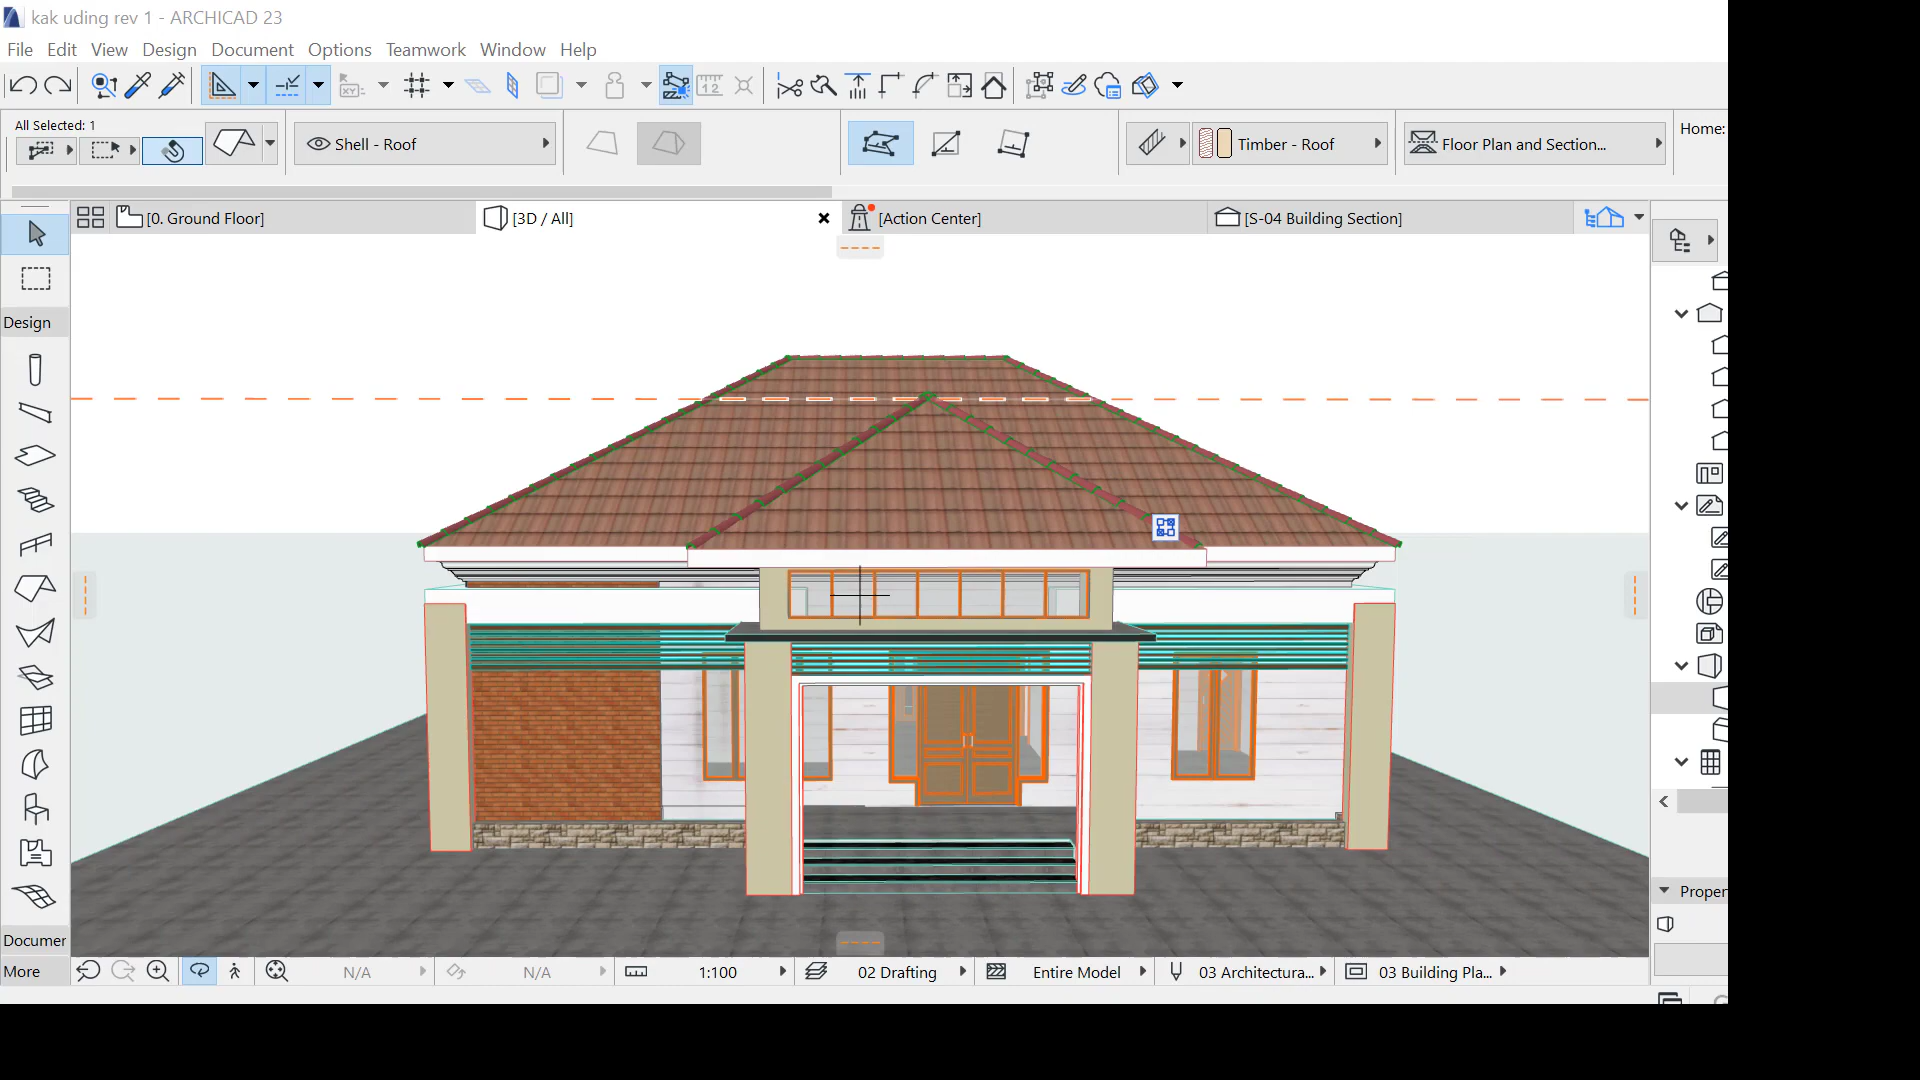 kak uding rev 1 - ARCHICAD 23
File Edit View Design Document Options Teamwork Window Help
All Selected: 1
Shell - Roof
Timber - Roof
Floor Plan and Section...
Home:
[0. Ground Floor]
[3D / All]
[Action Center]
[S-04 Building Section]
Design
Documen
More
Proper
N/A
N/A
1:100
02 Drafting
Entire Model
03 Architectura...
03 Building Pla...